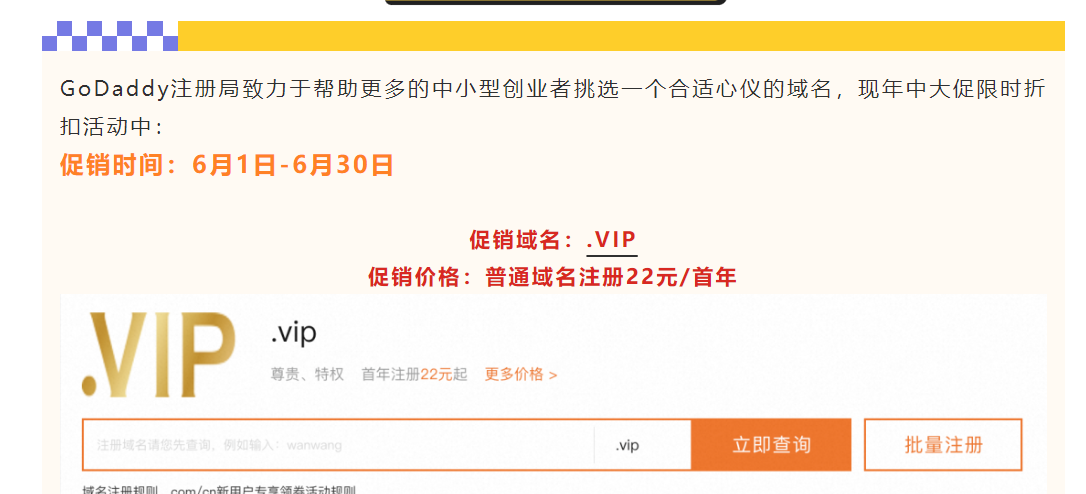 GoDaddy注册局致力于帮助更多的中小型创业者挑选一个合适心仪的域名，现年中大促限时折
扣活动中：
促销时间：6月1日-6月30日
促销域名：.VIP
促销价格：普通域名注册22元/首年
.VIP
.vip
尊贵、特权 首年注册22元起 更多价格 >
注册域名请您先查询，例如输入：wanwang .vip 立即查询 批量注册
域名注册规则 .com/cn新用户专享领券活动规则